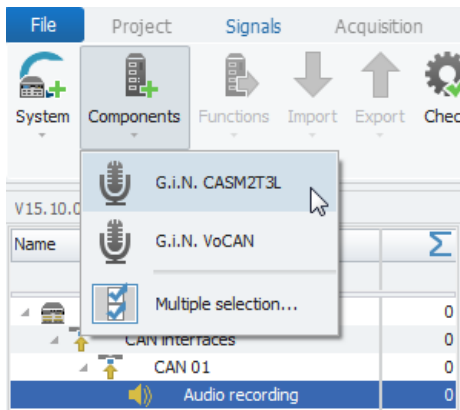 File Project Signals Acquisition
System Components Functions Import Export Chec
G.i.N. CASM2T3L
V15.10.0
G.i.N. VoCAN
Name Σ
Multiple selection...
0
CAN interfaces 0
CAN 01 0
Audio recording 0